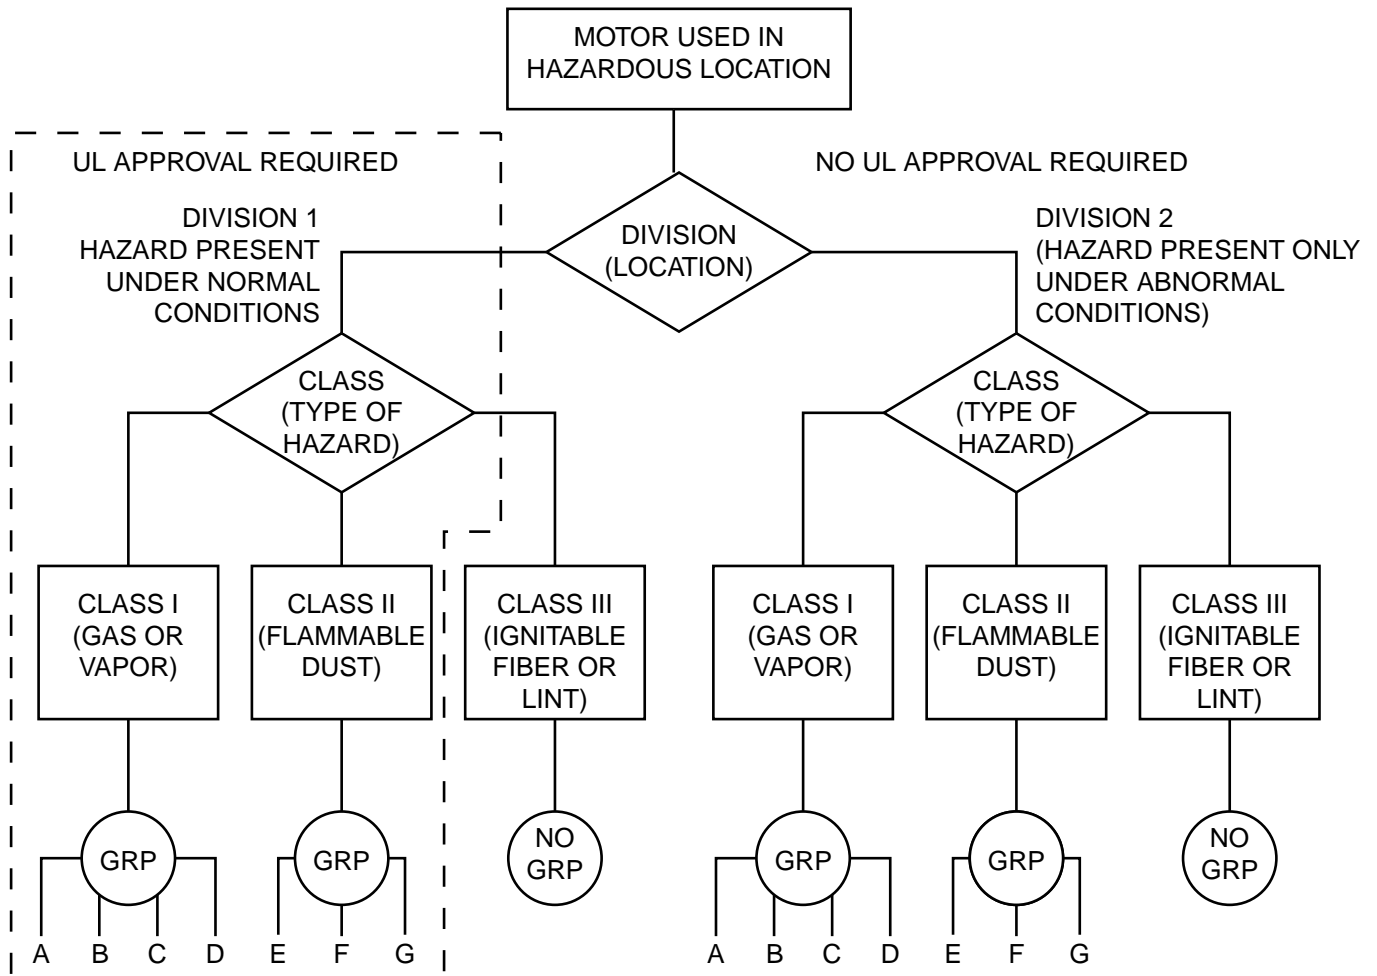 MOTOR USED IN
HAZARDOUS LOCATION
UL APPROVAL REQUIRED
NO UL APPROVAL REQUIRED
DIVISION 1
HAZARD PRESENT
UNDER NORMAL
CONDITIONS
DIVISION
(LOCATION)
DIVISION 2
(HAZARD PRESENT ONLY
UNDER ABNORMAL
CONDITIONS)
CLASS
(TYPE OF
HAZARD)
CLASS
(TYPE OF
HAZARD)
CLASS I
(GAS OR
VAPOR)
CLASS II
(FLAMMABLE
DUST)
CLASS III
(IGNITABLE
FIBER OR
LINT)
CLASS I
(GAS OR
VAPOR)
CLASS II
(FLAMMABLE
DUST)
CLASS III
(IGNITABLE
FIBER OR
LINT)
GRP
GRP
NO
GRP
GRP
GRP
NO
GRP
A B C D E F G A B C D E F G